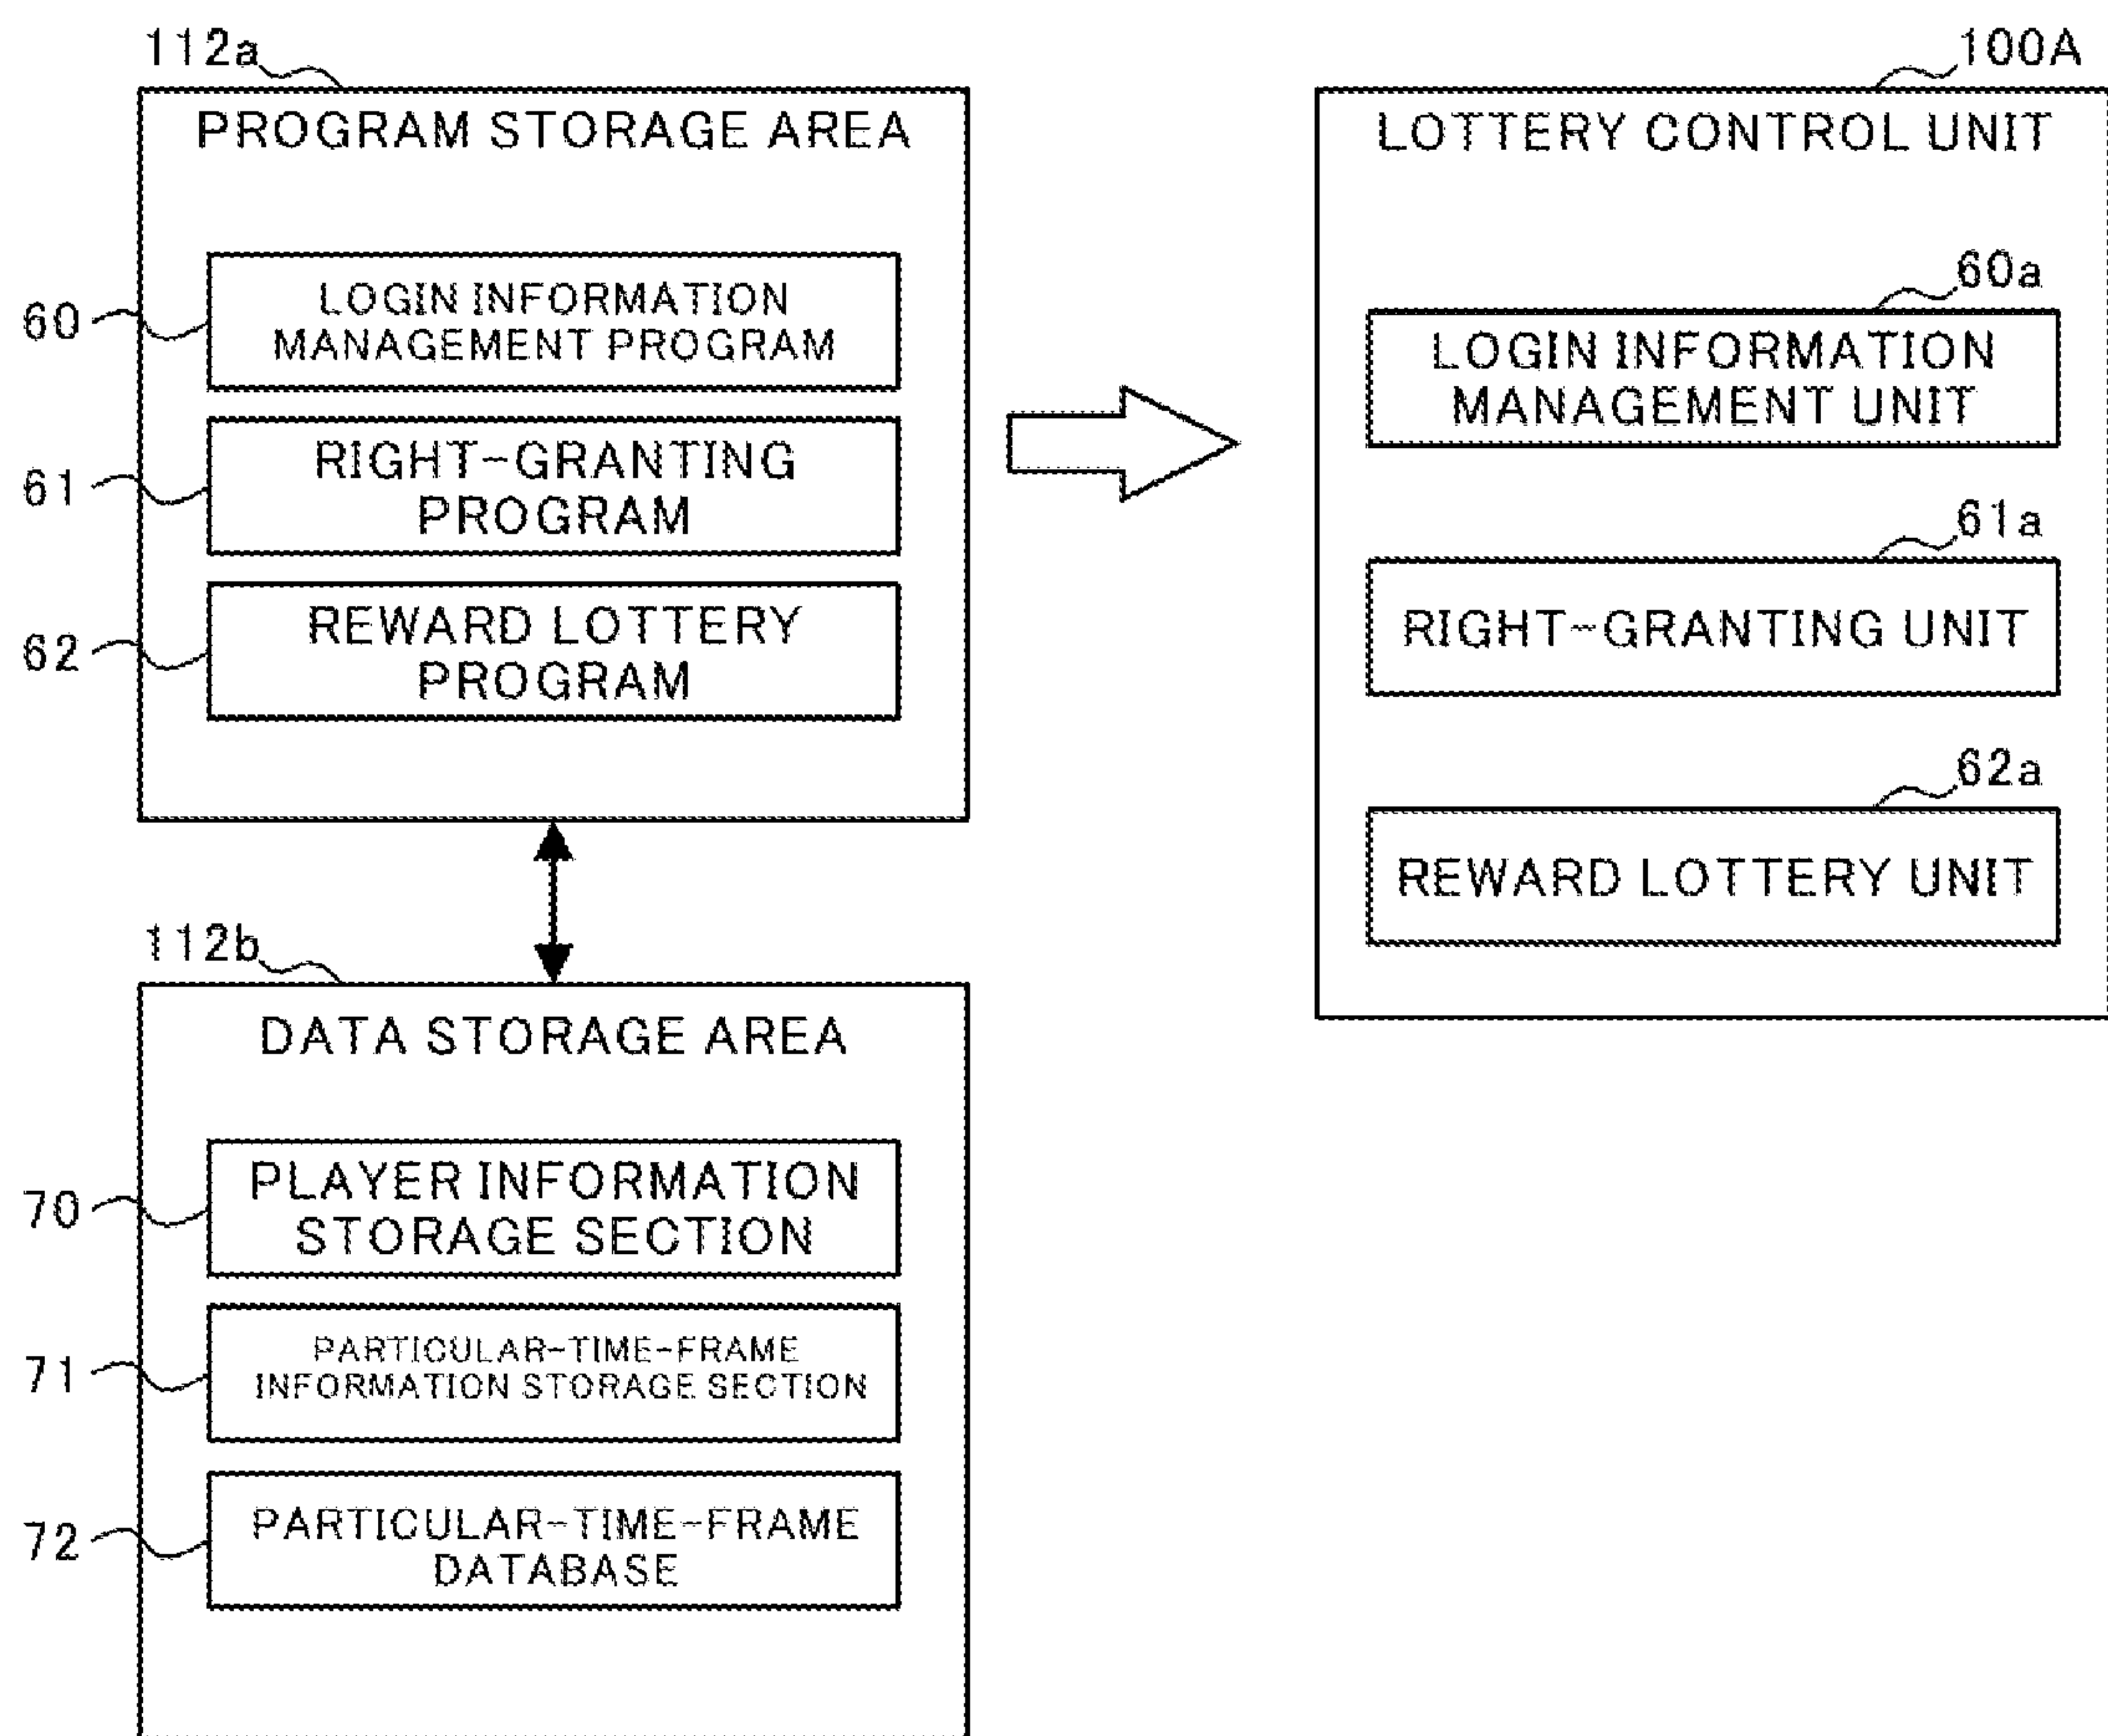 112a
PROGRAM STORAGE AREA
60
LOGIN INFORMATION
MANAGEMENT PROGRAM
61
RIGHT-GRANTING
PROGRAM
62
REWARD LOTTERY
PROGRAM
112b
DATA STORAGE AREA
70
PLAYER INFORMATION
STORAGE SECTION
71
PARTICULAR-TIME-FRAME
INFORMATION STORAGE SECTION
72
PARTICULAR-TIME-FRAME
DATABASE
100A
LOTTERY CONTROL UNIT
60a
LOGIN INFORMATION
MANAGEMENT UNIT
61a
RIGHT-GRANTING UNIT
62a
REWARD LOTTERY UNIT